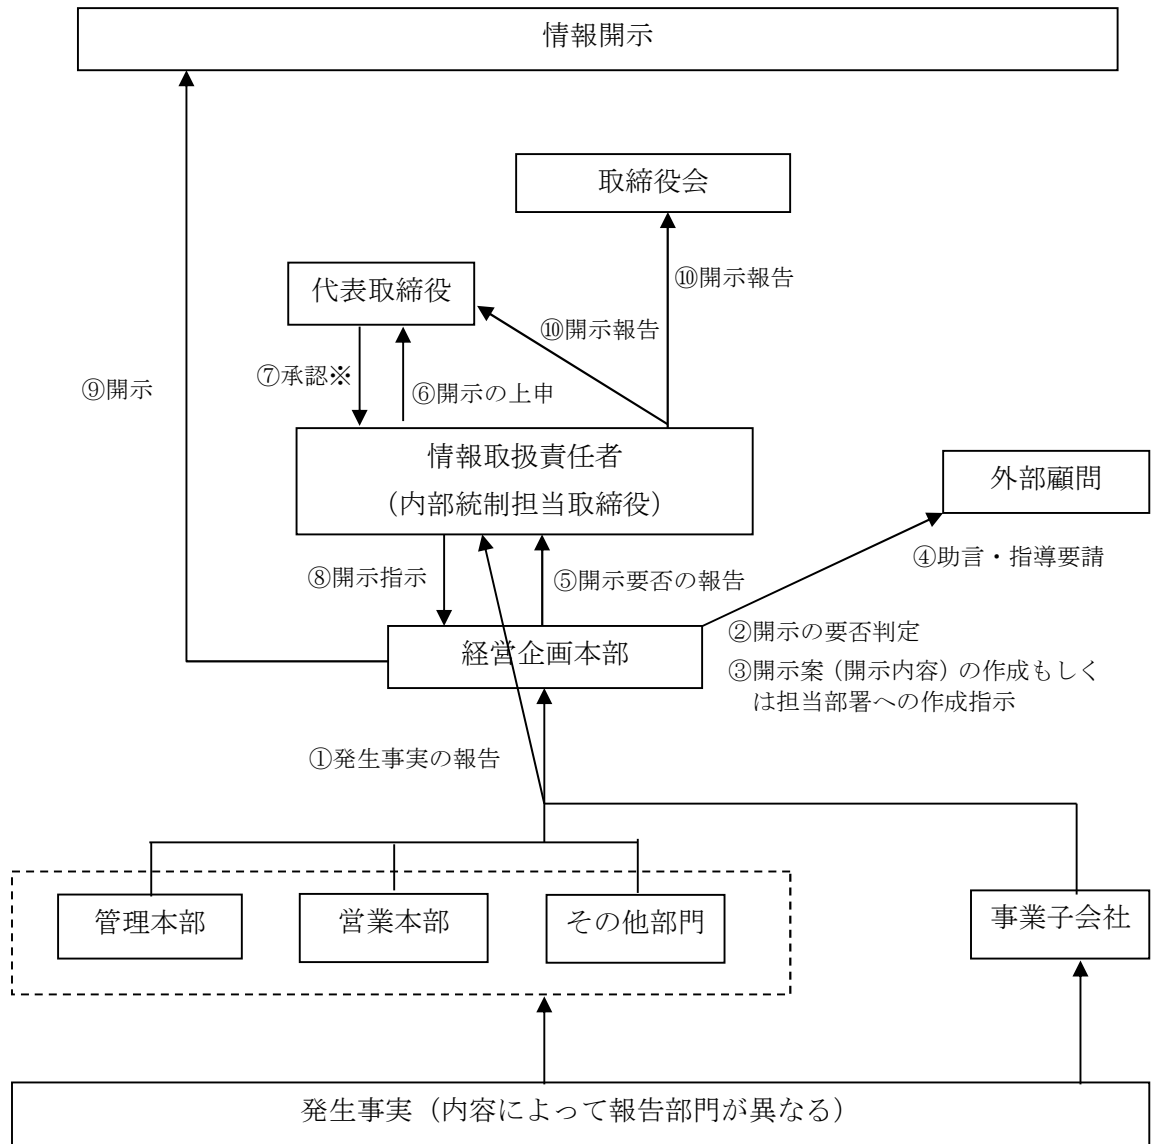 情報開示
取締役会
⑩開示報告
代表取締役
⑩開示報告
⑦承認※
⑥開示の上申
⑨開示
情報取扱責任者
（内部統制担当取締役）
外部顧問
④助言・指導要請
⑧開示指示
⑤開示要否の報告
経営企画本部
②開示の要否判定
③開示案（開示内容）の作成もしく
は担当部署への作成指示
①発生事実の報告
管理本部
営業本部
その他部門
事業子会社
発生事実（内容によって報告部門が異なる）